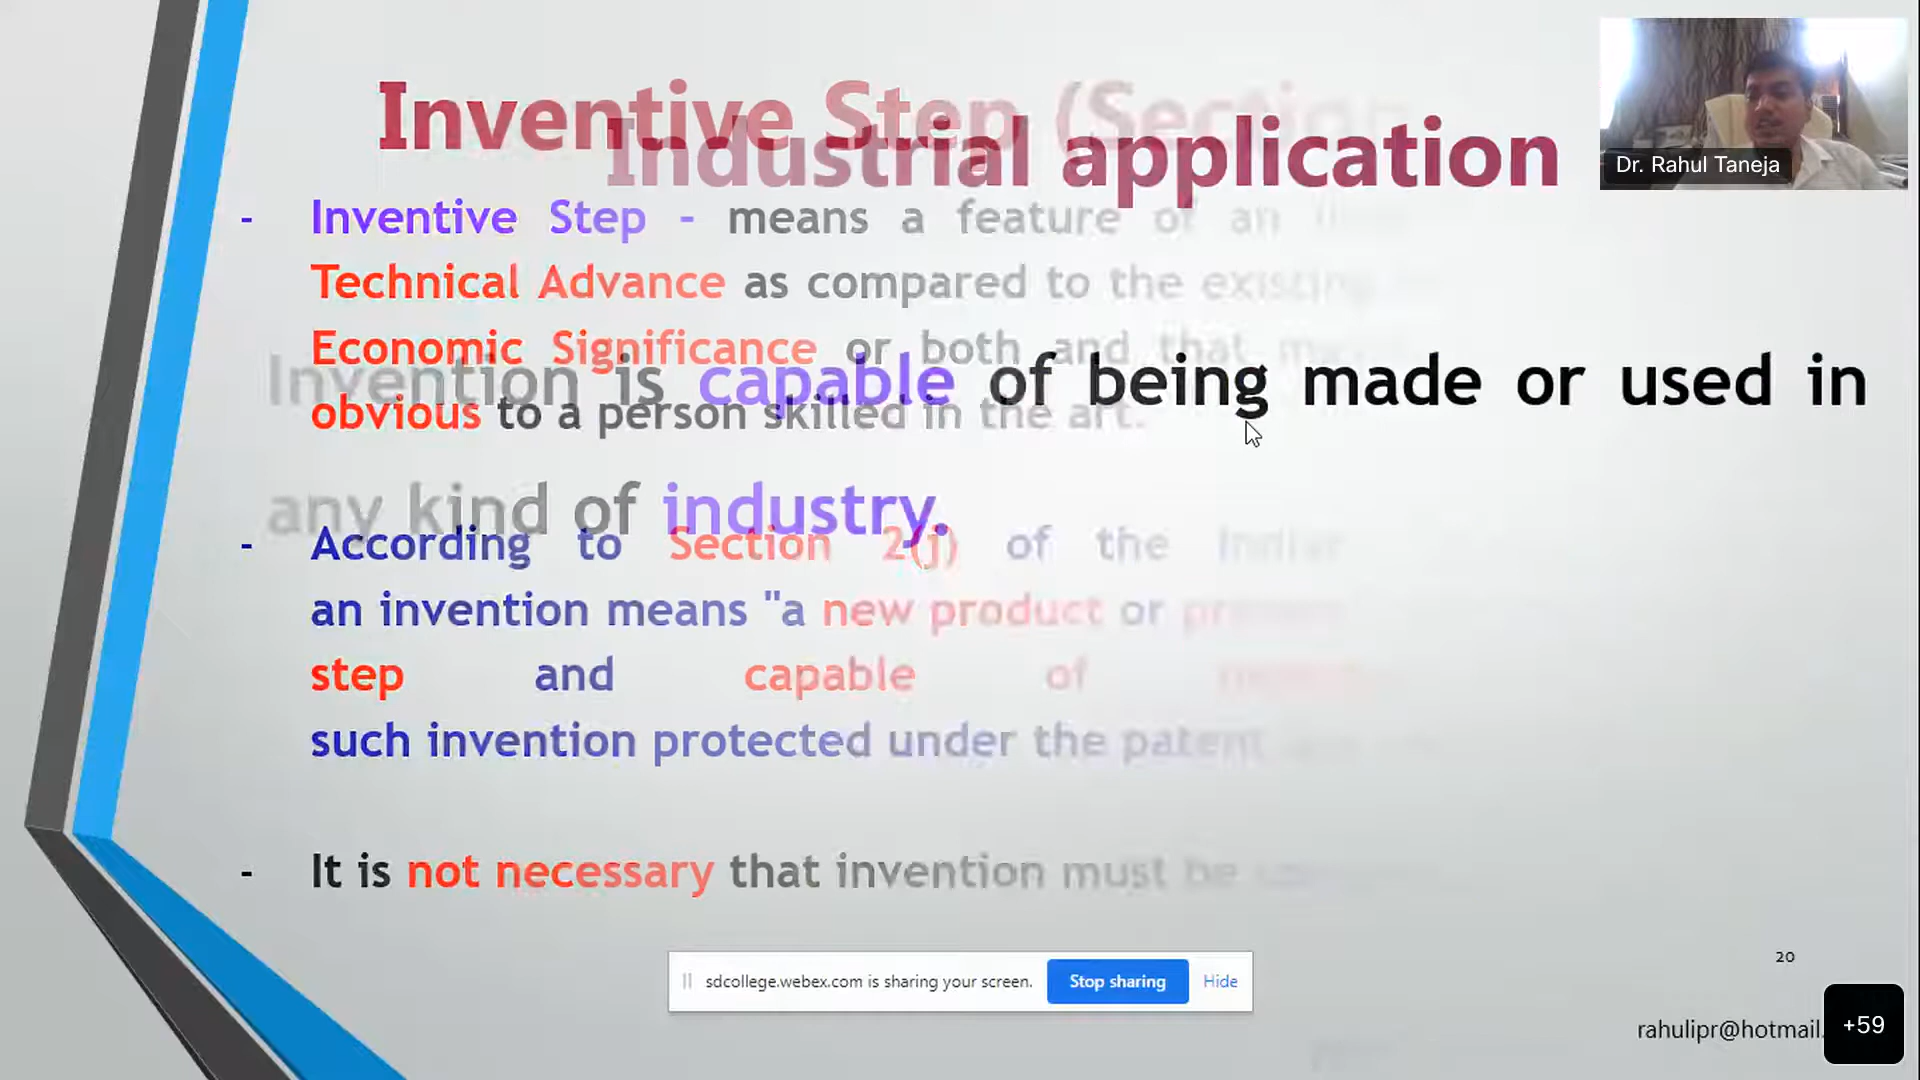 Inventive Step (Section
Industrial application
- Inventive Step - means a feature of an
Technical Advance as compared to the existing
Economic Significance or both and that
Invention is capable of being made or used in
obvious to a person skilled in the art.
any kind of industry.
- According to Section 2(j) of the Indian
an invention means "a new product or process
step and capable of
such invention protected under the patent
- It is not necessary that invention must be
Dr. Rahul Taneja
sdcollege.webex.com is sharing your screen. Stop sharing Hide
20
rahulipr@hotmail.
+59